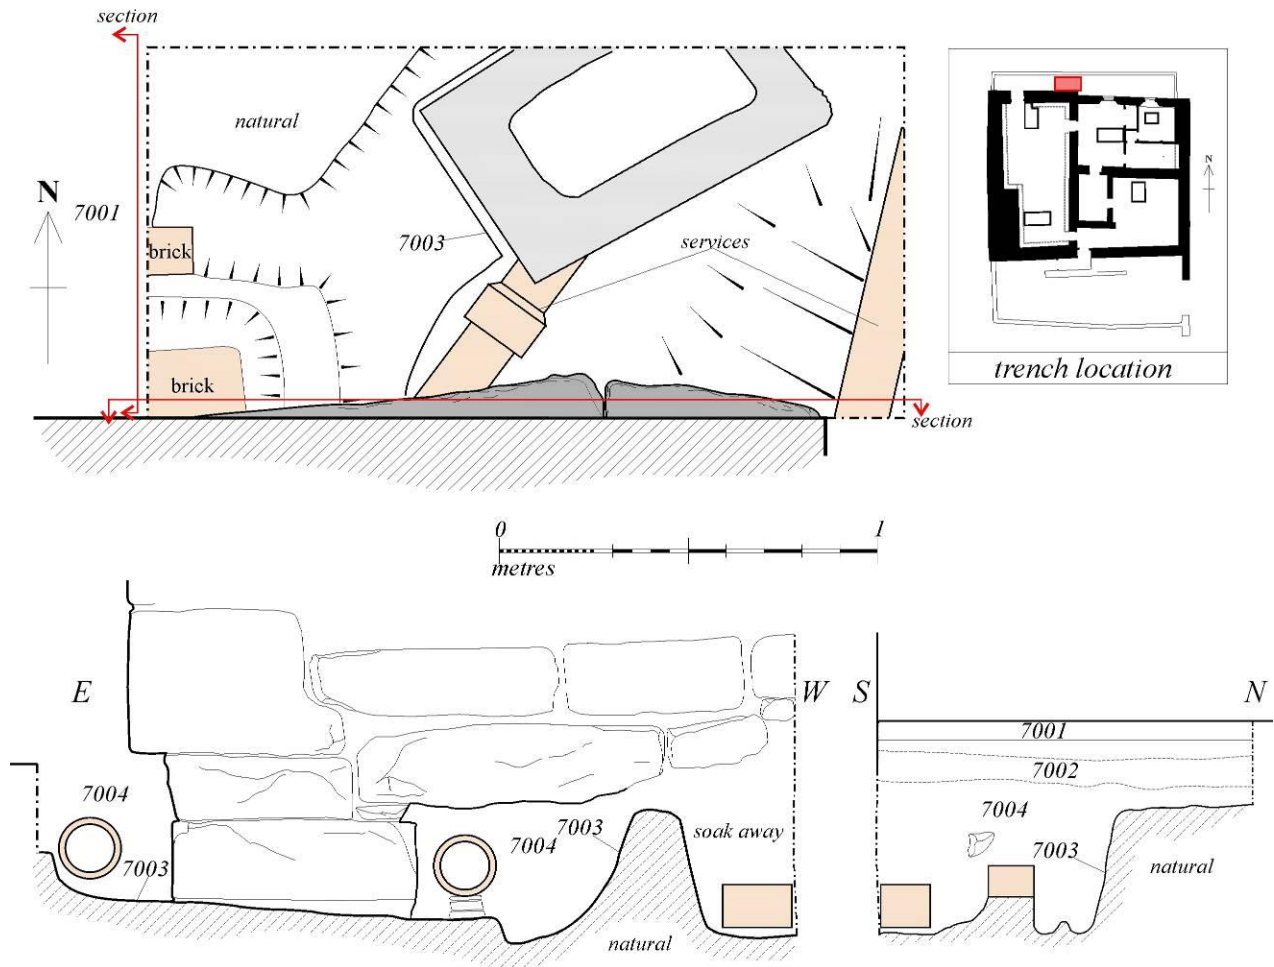 section
natural
N
7001
brick
7003
services
brick
section
N
trench location
0 1
metres
E
W
S
N
7001
7002
7004
7004
7003
7004
7003
soak away
7003
natural
natural